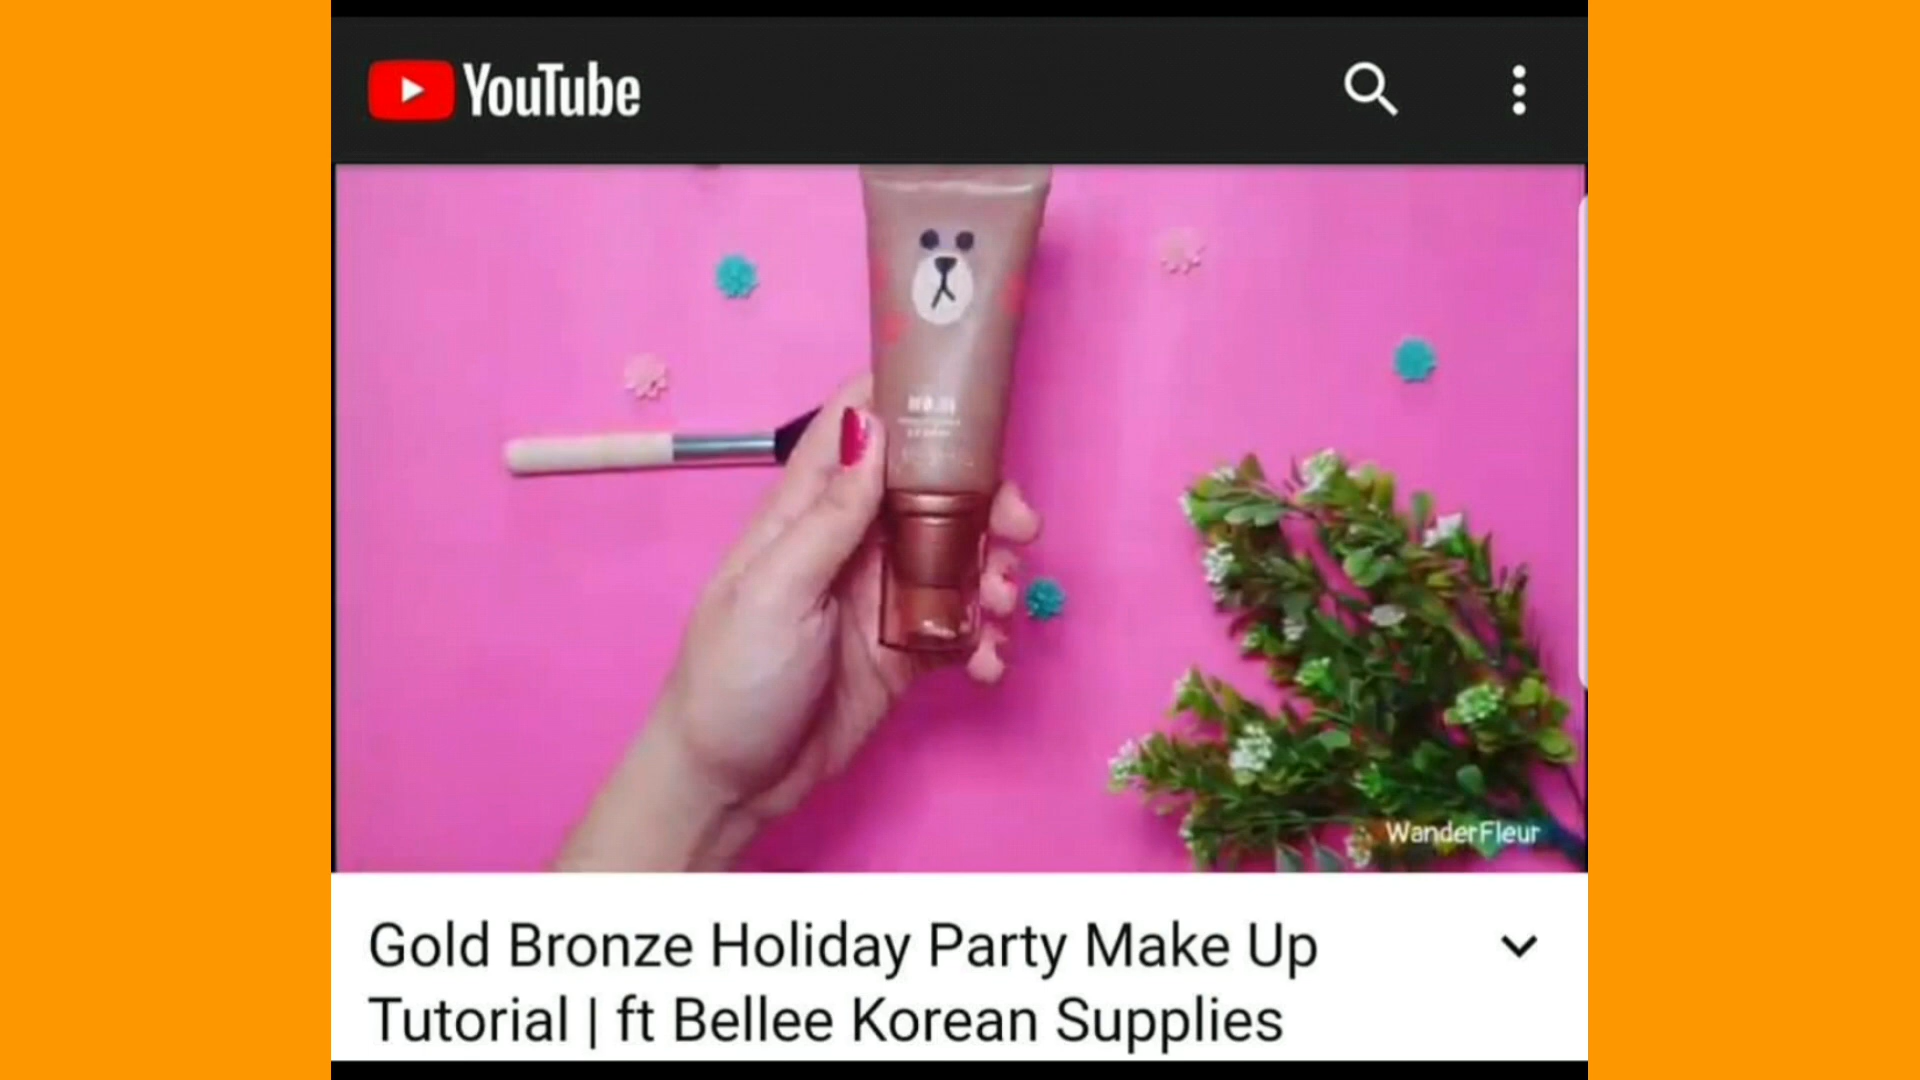 YouTube
WanderFleur
Gold Bronze Holiday Party Make Up
Tutorial | ft Bellee Korean Supplies